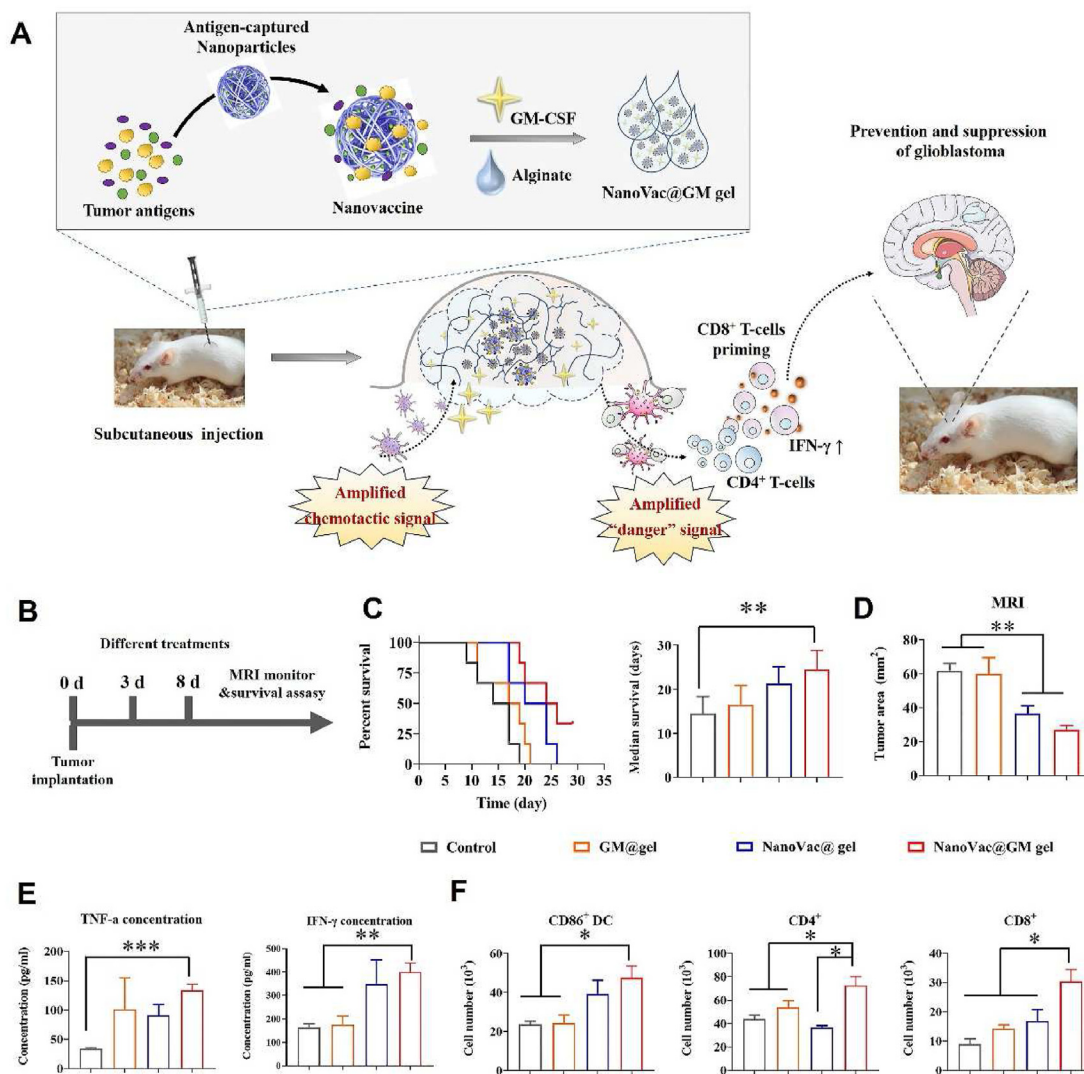 A
Antigen-captured
Nanoparticles
Tumor antigens
Nanovaccine
GM-CSF
Alginate
NanoVac@GM gel
Prevention and suppression
of glioblastoma
Subcutaneous injection
Amplified
chemotactic signal
Amplified
“danger” signal
CD8+ T-cells
priming
IFN-γ ↑
CD4+ T-cells
B
Different treatments
0 d 3 d 8 d
MRI monitor
&survival assasy
Tumor
implantation
C
Percent survival
100
75
50
25
0
0 5 10 15 20 25 30 35
Time (day)
**
Median survival (days)
30
20
10
0
D
MRI
**
Tumor area (mm2)
80
60
40
20
0
Control GM@gel NanoVac@ gel NanoVac@GM gel
E
TNF-a concentration
***
Concentration (pg/ml)
200
150
100
50
0
IFN-γ concentration
**
Concentration (pg/ml)
500
400
300
200
100
0
F
CD86+ DC
*
Cell number (103)
60
40
20
0
CD4+
*
*
Cell number (103)
100
80
60
40
20
0
CD8+
*
Cell number (103)
40
30
20
10
0